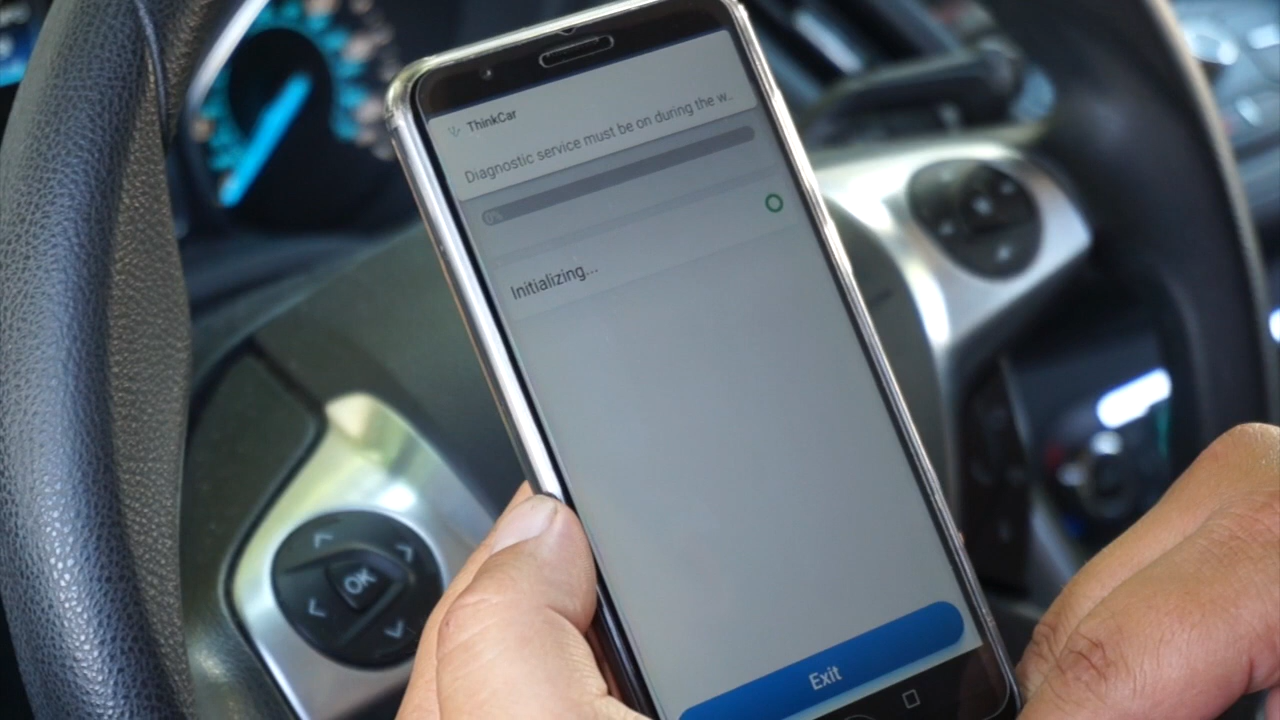 ThinkCar
Diagnostic service must be on during the w..
0%
Initializing...
OK
Exit